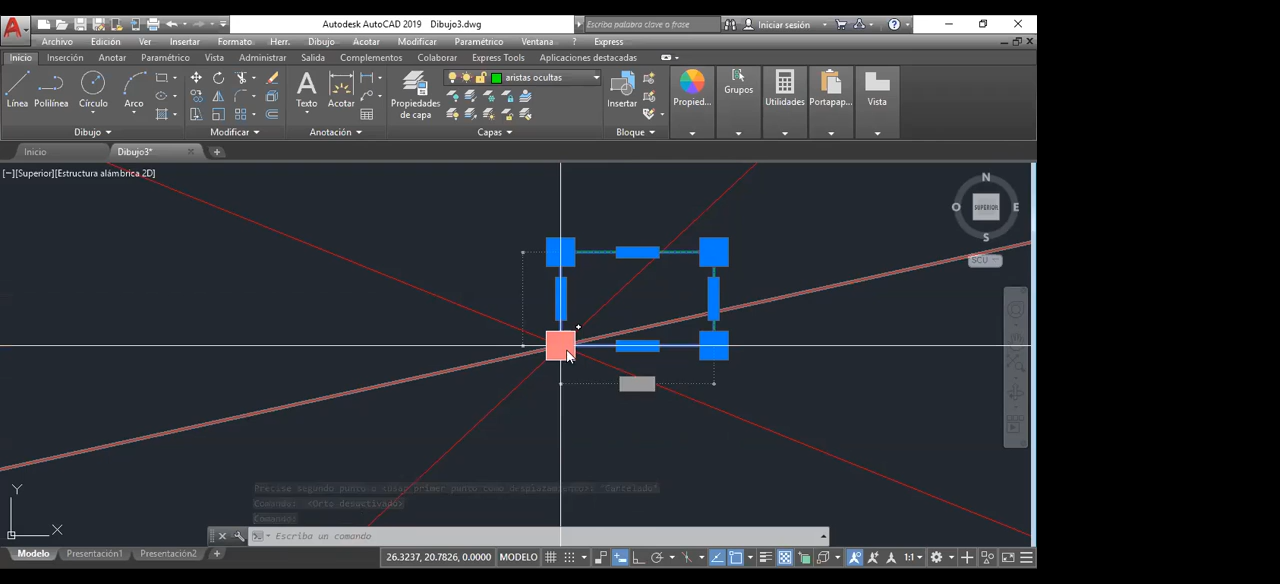 Autodesk AutoCAD 2019 Dibujo3.dwg
Escriba palabra clave o frase
Iniciar sesión
Archivo Edición Ver Insertar Formato Herr. Dibujo Acotar Modificar Paramétrico Ventana ? Express
Inicio Inserción Anotar Paramétrico Vista Administrar Salida Complementos Colaborar Express Tools Aplicaciones destacadas
aristas ocultas
Línea Polilínea Círculo Arco Texto Acotar Propiedades de capa Insertar Propied... Grupos Utilidades Portapap... Vista
Dibujo Modificar Anotación Capas Bloque
Inicio Dibujo3*
[−][Superior][Estructura alámbrica 2D]
N
O SUPERIOR E
S
SCU
Precise segundo punto o <Usar primer punto como desplazamiento>: *Cancelado*
Comando: <Orto desactivado>
Comando:
Y
X
Escriba un comando
Modelo Presentación1 Presentación2 +
26.3237, 20.7826, 0.0000 MODELO 1:1